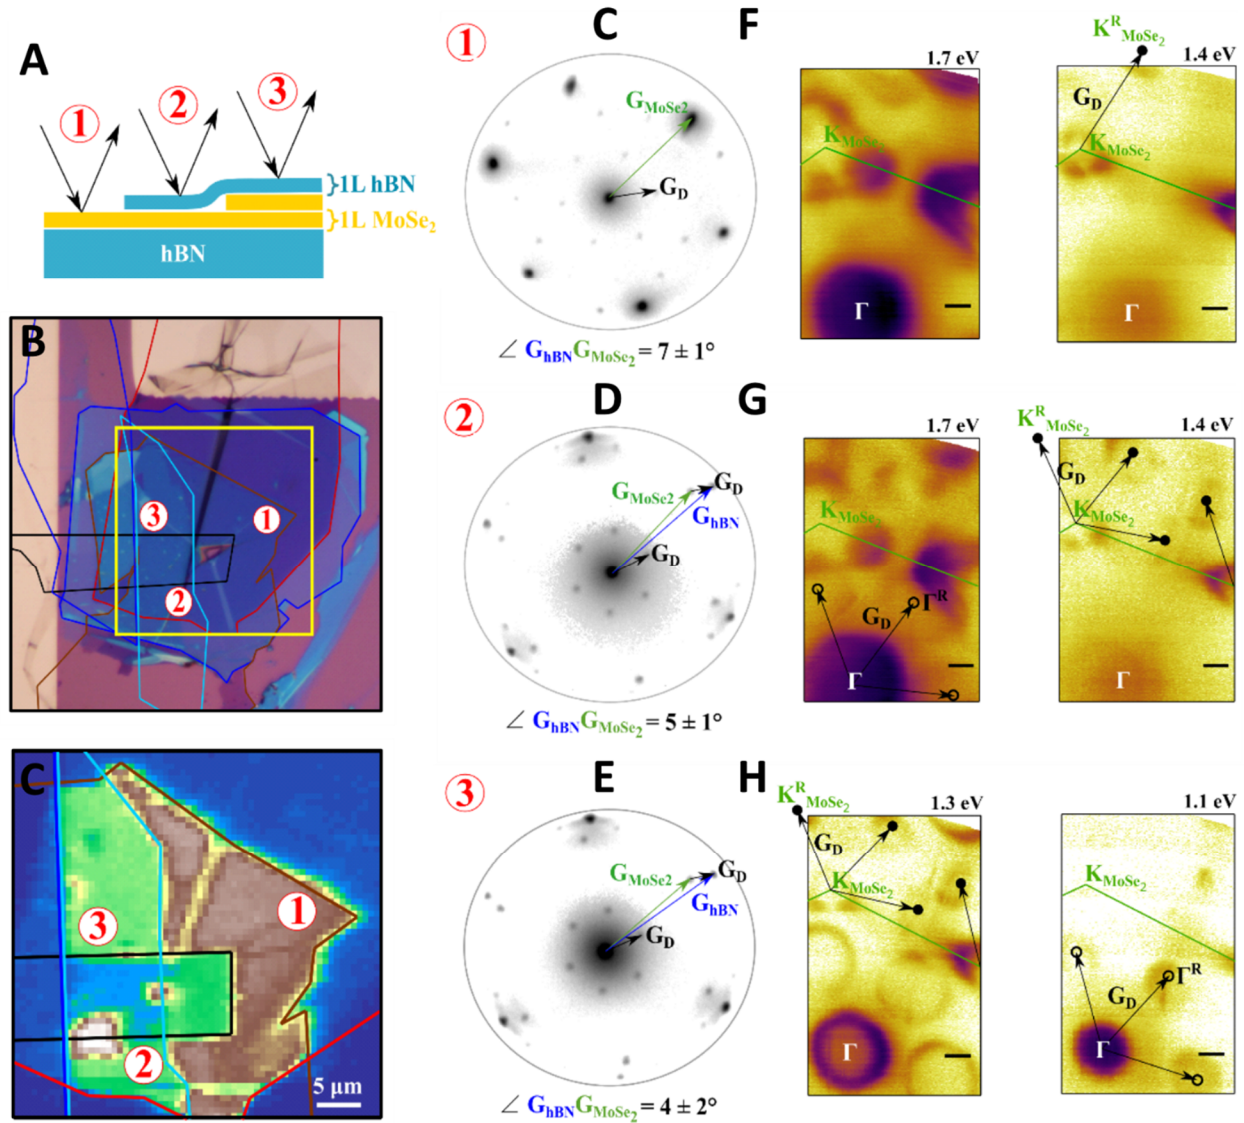 A
1
2
3
}1L hBN
}1L MoSe2
hBN
B
3
1
2
C
3
1
2
5 μm
1
C
GMoSe2
GD
∠ GhBNGMoSe2 = 7 ± 1°
2
D
GMoSe2
GD
GhBN
GD
∠ GhBNGMoSe2 = 5 ± 1°
3
E
GMoSe2
GD
GhBN
GD
∠ GhBNGMoSe2 = 4 ± 2°
F
1.7 eV
KMoSe2
Γ
KRMoSe2
1.4 eV
GD
KMoSe2
Γ
G
1.7 eV
KMoSe2
ΓR
GD
Γ
KRMoSe2
1.4 eV
GD
KMoSe2
Γ
H
KRMoSe2
1.3 eV
GD
KMoSe2
Γ
1.1 eV
KMoSe2
ΓR
GD
Γ